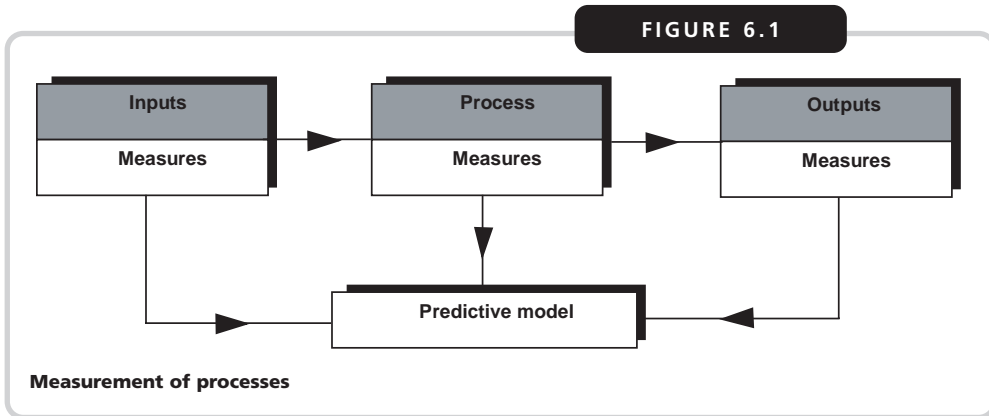 FIGURE 6.1
Inputs
Measures
Process
Measures
Outputs
Measures
Predictive model
Measurement of processes